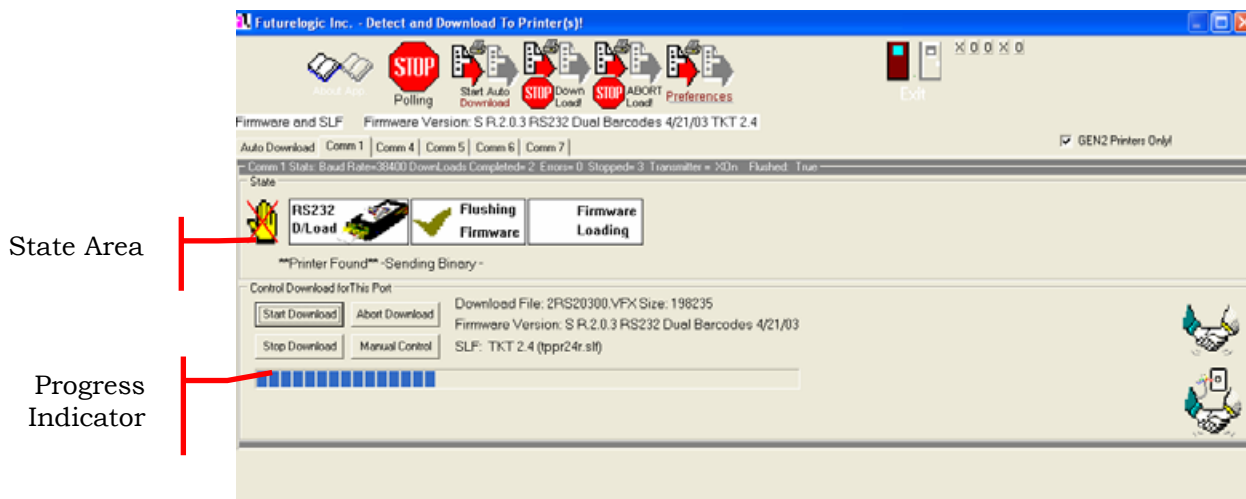 Futurelogic Inc. - Detect and Download To Printer(s)!
About App.
STOP
Polling
Start Auto
Download
STOP Down
Load!
STOP ABORT
Load!
Preferences
Exit
X 0 0 X 0
Firmware and SLF Firmware Version: S R.2.0.3 RS232 Dual Barcodes 4/21/03 TKT 2.4
GEN2 Printers Only!
Auto Download Comm 1 Comm 4 Comm 5 Comm 6 Comm 7
Comm 1 Stats: Baud Rate=38400 DownLoads Completed= 2 Errors= 0 Stopped= 3 Transmitter = XOn Flushed: True
State
RS232
D/Load
Flushing
Firmware
Firmware
Loading
State Area
**Printer Found** -Sending Binary -
Control Download forThis Port
Start Download Abort Download
Download File: 2RS20300.VFX Size: 198235
Firmware Version: S R.2.0.3 RS232 Dual Barcodes 4/21/03
Stop Download Manual Control
SLF: TKT 2.4 (tppr24r.slf)
Progress
Indicator